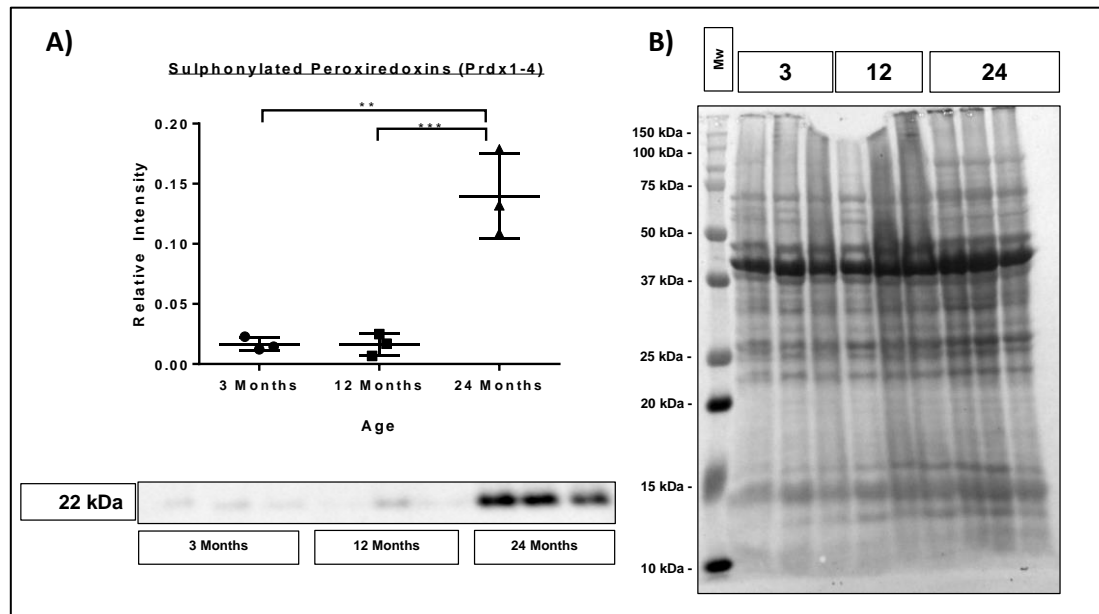 A)
Sulphonylated Peroxiredoxins (Prdx1-4)
**
***
Relative Intensity
0.20
0.15
0.10
0.05
0.00
3 Months 12 Months 24 Months
Age
22 kDa
3 Months 12 Months 24 Months
B)
Mw 3 12 24
150 kDa -
100 kDa -
75 kDa -
50 kDa -
37 kDa -
25 kDa -
20 kDa -
15 kDa -
10 kDa -